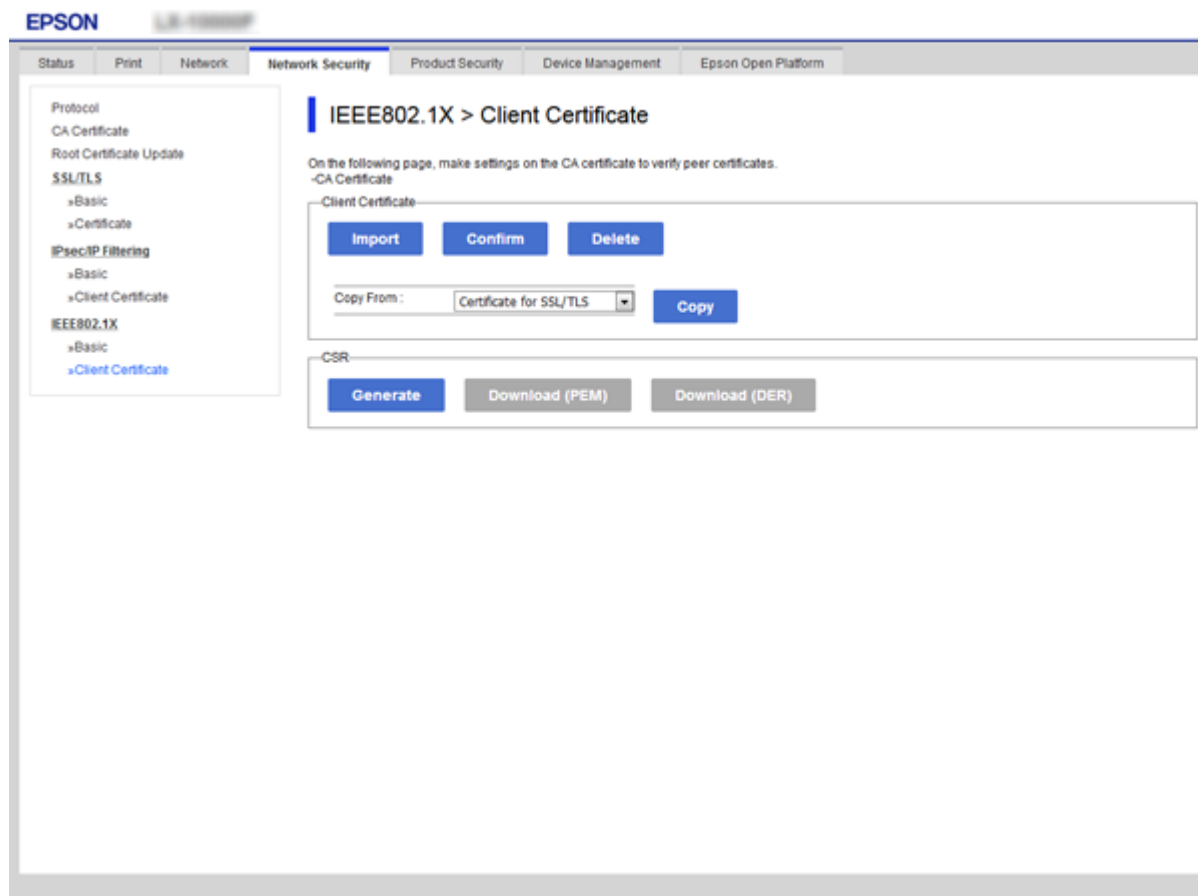 EPSON
Status Print Network Network Security Product Security Device Management Epson Open Platform
Protocol
CA Certificate
Root Certificate Update
SSL/TLS
»Basic
»Certificate
IPsec/IP Filtering
»Basic
»Client Certificate
IEEE802.1X
»Basic
»Client Certificate
IEEE802.1X > Client Certificate
On the following page, make settings on the CA certificate to verify peer certificates.
-CA Certificate
Client Certificate
Import Confirm Delete
Copy From : Certificate for SSL/TLS Copy
CSR
Generate Download (PEM) Download (DER)